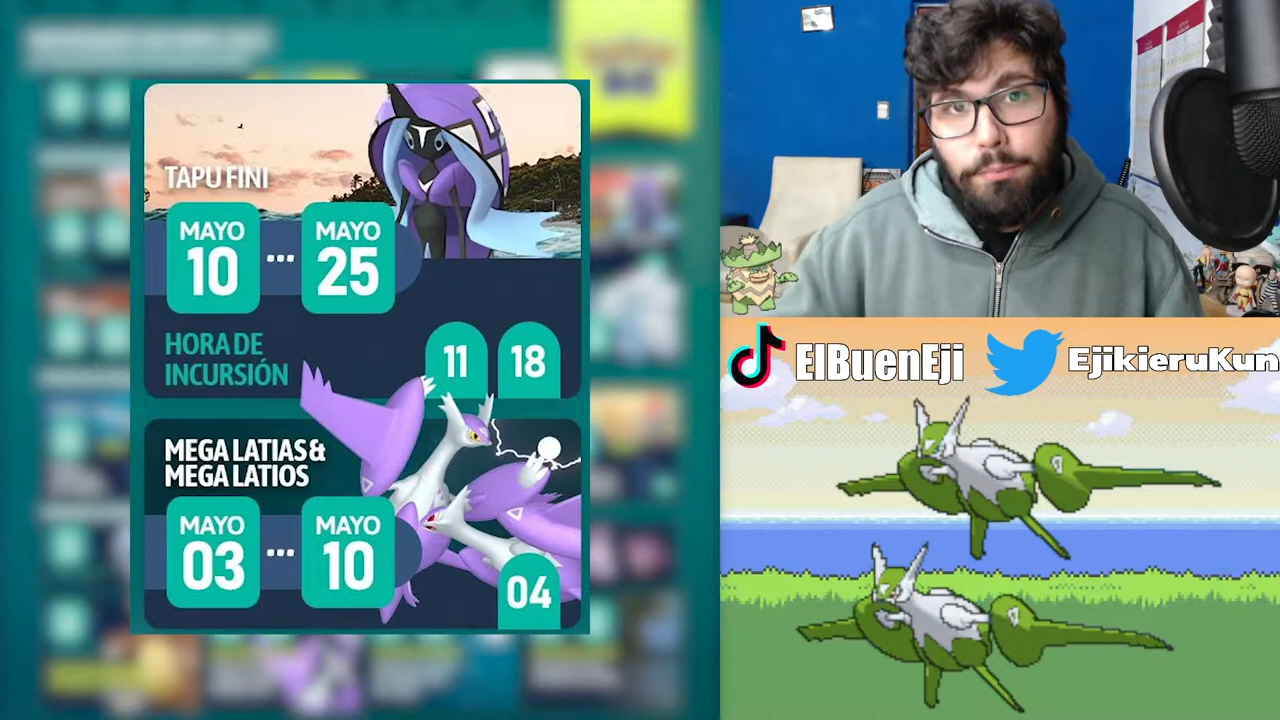 TAPU FINI
MAYO
10
...
MAYO
25
HORA DE
INCURSIÓN
11
18
MEGA LATIAS &
MEGA LATIOS
MAYO
03
...
MAYO
10
04
ElBuenEji
EjikieruKun